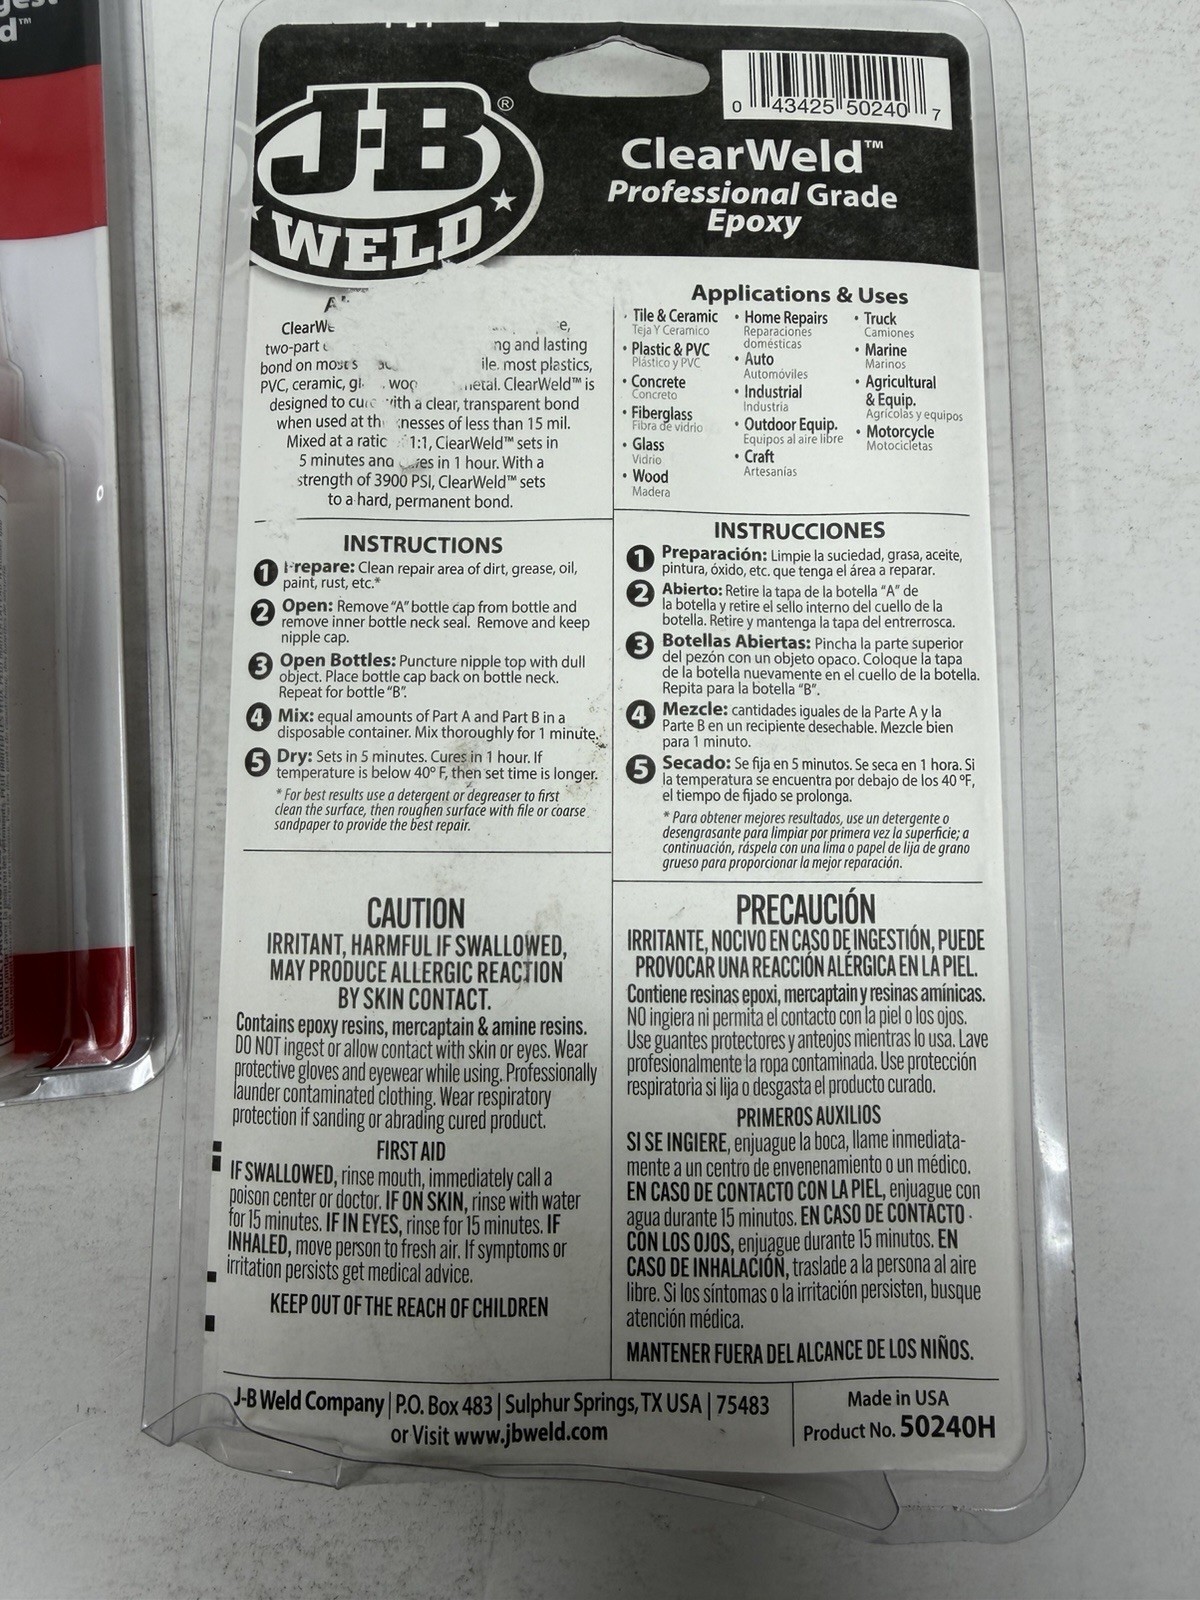 d™
J-B
WELD
®
0 43425 50240 7
ClearWeld™
Professional Grade
Epoxy
two-part
ng and lasting
bond on most
most plastics,
PVC, ceramic,
ClearWeld™ is
designed to
with a clear, transparent bond
when used at
of less than 15 mil.
Mixed at a
1:1, ClearWeld™ sets in
5 minutes and
in 1 hour. With a
strength of 3900 PSI, ClearWeld™ sets
to a hard, permanent bond.
Applications & Uses
• Tile & Ceramic
Teja Y Ceramico
• Plastic & PVC
Plástico y PVC
• Concrete
Concreto
• Fiberglass
Fibra de vidrio
• Glass
Vidrio
• Wood
Madera
• Home Repairs
Reparaciones
domésticas
• Auto
Automóviles
• Industrial
Industria
• Outdoor Equip.
Equipos al aire libre
• Craft
Artesanías
• Truck
Camiones
• Marine
Marinos
• Agricultural
& Equip.
Agrícolas y equipos
• Motorcycle
Motocicletas
INSTRUCTIONS
1 Prepare: Clean repair area of dirt, grease, oil,
paint, rust, etc.*
2 Open: Remove "A" bottle cap from bottle and
remove inner bottle neck seal. Remove and keep
nipple cap.
3 Open Bottles: Puncture nipple top with dull
object. Place bottle cap back on bottle neck.
Repeat for bottle "B".
4 Mix: equal amounts of Part A and Part B in a
disposable container. Mix thoroughly for 1 minute.
5 Dry: Sets in 5 minutes. Cures in 1 hour. If
temperature is below 40º F, then set time is longer.
* For best results use a detergent or degreaser to first
clean the surface, then roughen surface with file or coarse
sandpaper to provide the best repair.
INSTRUCCIONES
1 Preparación: Limpie la suciedad, grasa, aceite,
pintura, óxido, etc. que tenga el área a reparar.
2 Abierto: Retire la tapa de la botella "A" de
la botella y retire el sello interno del cuello de la
botella. Retire y mantenga la tapa del entrerrosca.
3 Botellas Abiertas: Pincha la parte superior
del pezón con un objeto opaco. Coloque la tapa
de la botella nuevamente en el cuello de la botella.
Repita para la botella "B".
4 Mezcle: cantidades iguales de la Parte A y la
Parte B en un recipiente desechable. Mezcle bien
para 1 minuto.
5 Secado: Se fija en 5 minutos. Se seca en 1 hora. Si
la temperatura se encuentra por debajo de los 40 ºF,
el tiempo de fijado se prolonga.
* Para obtener mejores resultados, use un detergente o
desengrasante para limpiar por primera vez la superficie; a
continuación, ráspela con una lima o papel de lija de grano
grueso para proporcionar la mejor reparación.
CAUTION
IRRITANT, HARMFUL IF SWALLOWED,
MAY PRODUCE ALLERGIC REACTION
BY SKIN CONTACT.
Contains epoxy resins, mercaptain & amine resins.
DO NOT ingest or allow contact with skin or eyes. Wear
protective gloves and eyewear while using. Professionally
launder contaminated clothing. Wear respiratory
protection if sanding or abrading cured product.
FIRST AID
IF SWALLOWED, rinse mouth, immediately call a
poison center or doctor. IF ON SKIN, rinse with water
for 15 minutes. IF IN EYES, rinse for 15 minutes. IF
INHALED, move person to fresh air. If symptoms or
irritation persists get medical advice.
KEEP OUT OF THE REACH OF CHILDREN
PRECAUCIÓN
IRRITANTE, NOCIVO EN CASO DE INGESTIÓN, PUEDE
PROVOCAR UNA REACCIÓN ALÉRGICA EN LA PIEL.
Contiene resinas epoxi, mercaptain y resinas amínicas.
NO ingiera ni permita el contacto con la piel o los ojos.
Use guantes protectores y anteojos mientras lo usa. Lave
profesionalmente la ropa contaminada. Use protección
respiratoria si lija o desgasta el producto curado.
PRIMEROS AUXILIOS
SI SE INGIERE, enjuague la boca, llame inmediata-
mente a un centro de envenenamiento o un médico.
EN CASO DE CONTACTO CON LA PIEL, enjuague con
agua durante 15 minutos. EN CASO DE CONTACTO
CON LOS OJOS, enjuague durante 15 minutos. EN
CASO DE INHALACIÓN, traslade a la persona al aire
libre. Si los síntomas o la irritación persisten, busque
atención médica.
MANTENER FUERA DEL ALCANCE DE LOS NIÑOS.
J-B Weld Company | P.O. Box 483 | Sulphur Springs, TX USA | 75483
or Visit www.jbweld.com
Made in USA
Product No. 50240H